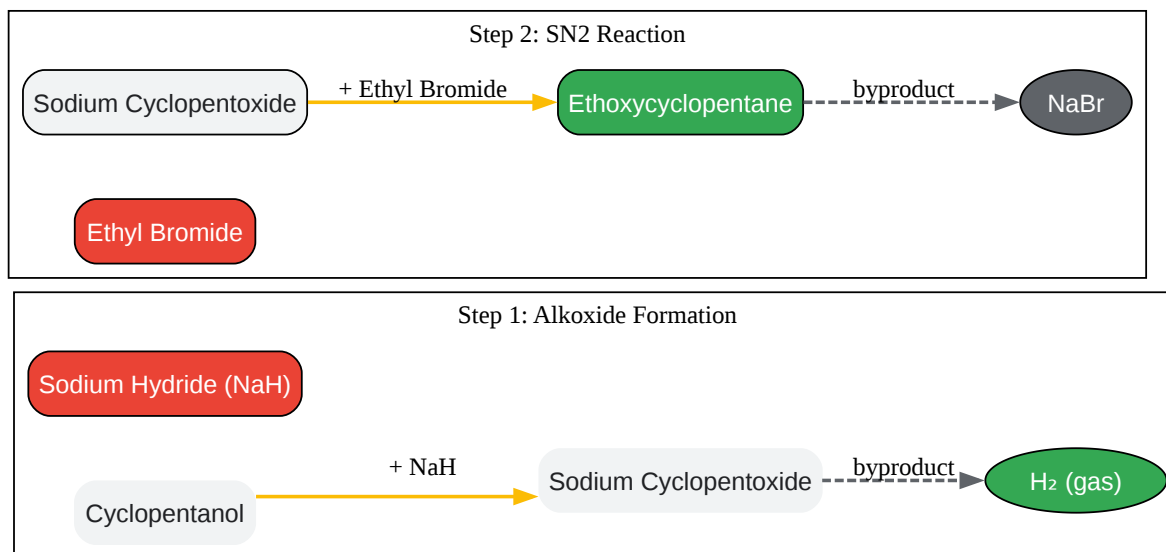 Step 2: SN2 Reaction
Sodium Cyclopentoxide
+ Ethyl Bromide
Ethoxycyclopentane
byproduct
NaBr
Ethyl Bromide
Step 1: Alkoxide Formation
Sodium Hydride (NaH)
Cyclopentanol
+ NaH
Sodium Cyclopentoxide
byproduct
H₂ (gas)